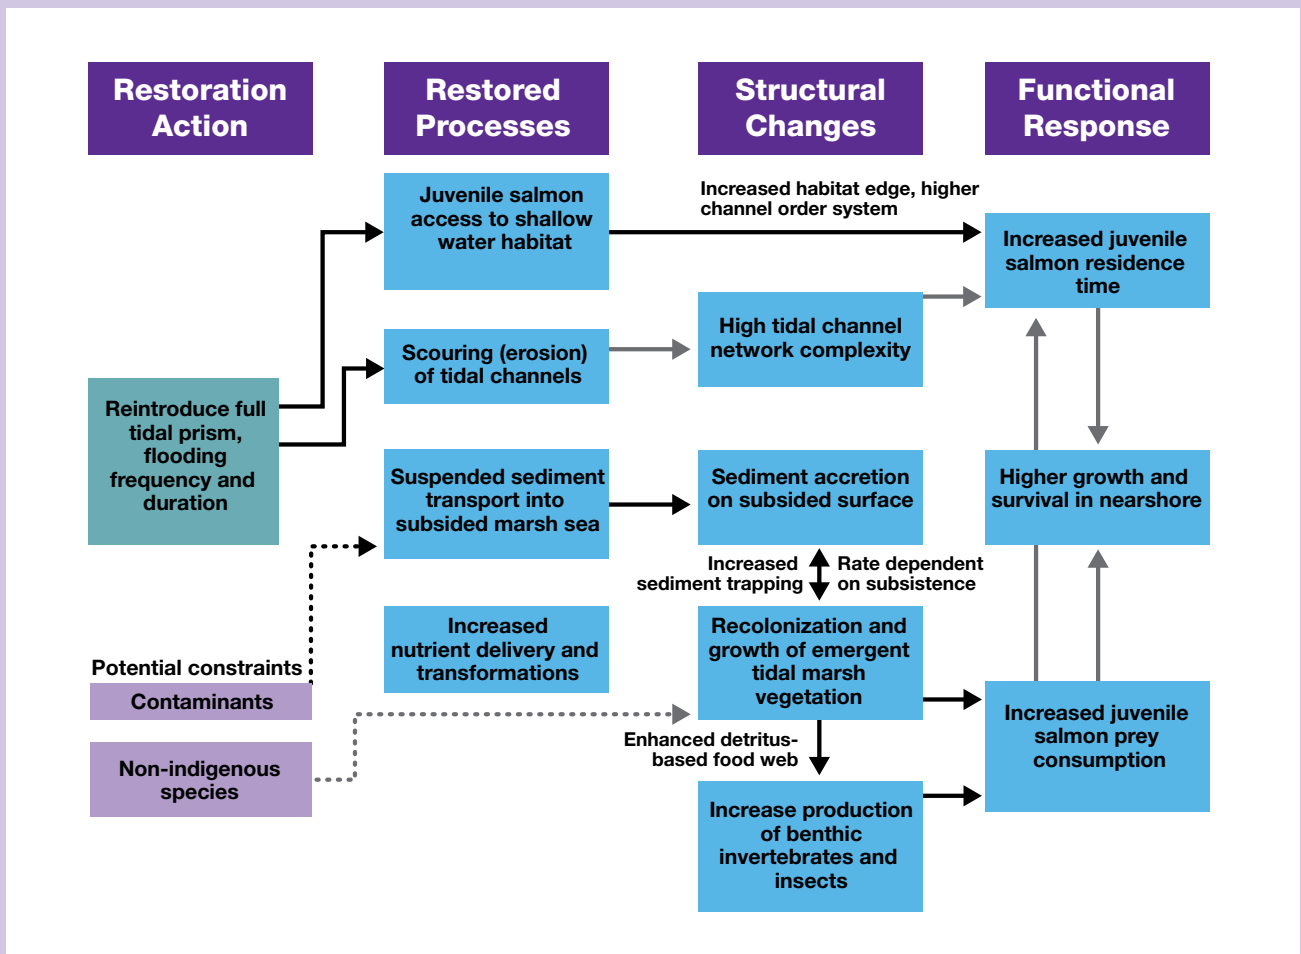 Restoration
Action
Restored
Processes
Structural
Changes
Functional
Response
Juvenile salmon
access to shallow
water habitat
Increased habitat edge, higher
channel order system
Increased juvenile
salmon residence
time
Scouring (erosion)
of tidal channels
High tidal channel
network complexity
Reintroduce full
tidal prism,
flooding
frequency and
duration
Suspended sediment
transport into
subsided marsh sea
Sediment accretion
on subsided surface
Higher growth and
survival in nearshore
Increased
sediment trapping
Rate dependent
on subsistence
Increased
nutrient delivery and
transformations
Recolonization and
growth of emergent
tidal marsh
vegetation
Potential constraints
Contaminants
Non-indigenous
species
Enhanced detritus-
based food web
Increased juvenile
salmon prey
consumption
Increase production
of benthic
invertebrates and
insects